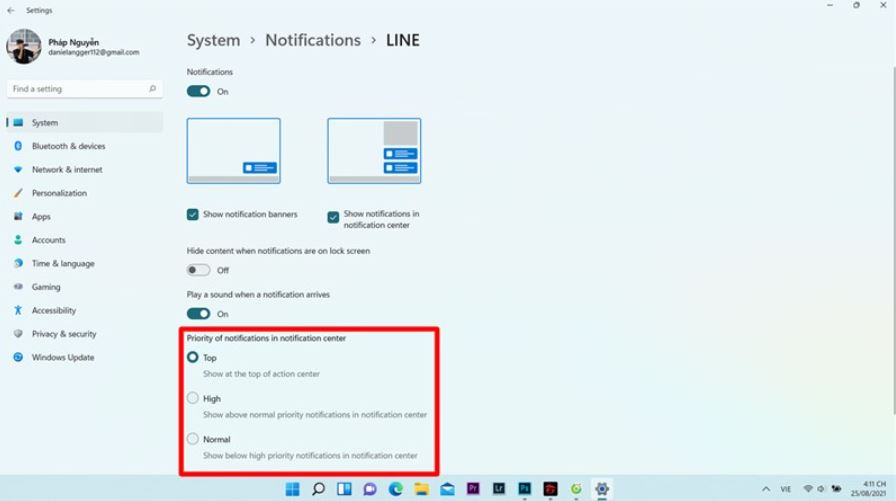 Settings
Pháp Nguyễn
danielangger112@gmail.com
Find a setting
System
Bluetooth & devices
Network & internet
Personalization
Apps
Accounts
Time & language
Gaming
Accessibility
Privacy & security
Windows Update
System > Notifications > LINE
Notifications
On
Show notification banners
Show notifications in
notification center
Hide content when notifications are on lock screen
Off
Play a sound when a notification arrives
On
Priority of notifications in notification center
Top
Show at the top of action center
High
Show above normal priority notifications in notification center
Normal
Show below high priority notifications in notification center
Pr
Lr
Ps
VIE
4:11 CH
25/08/2021